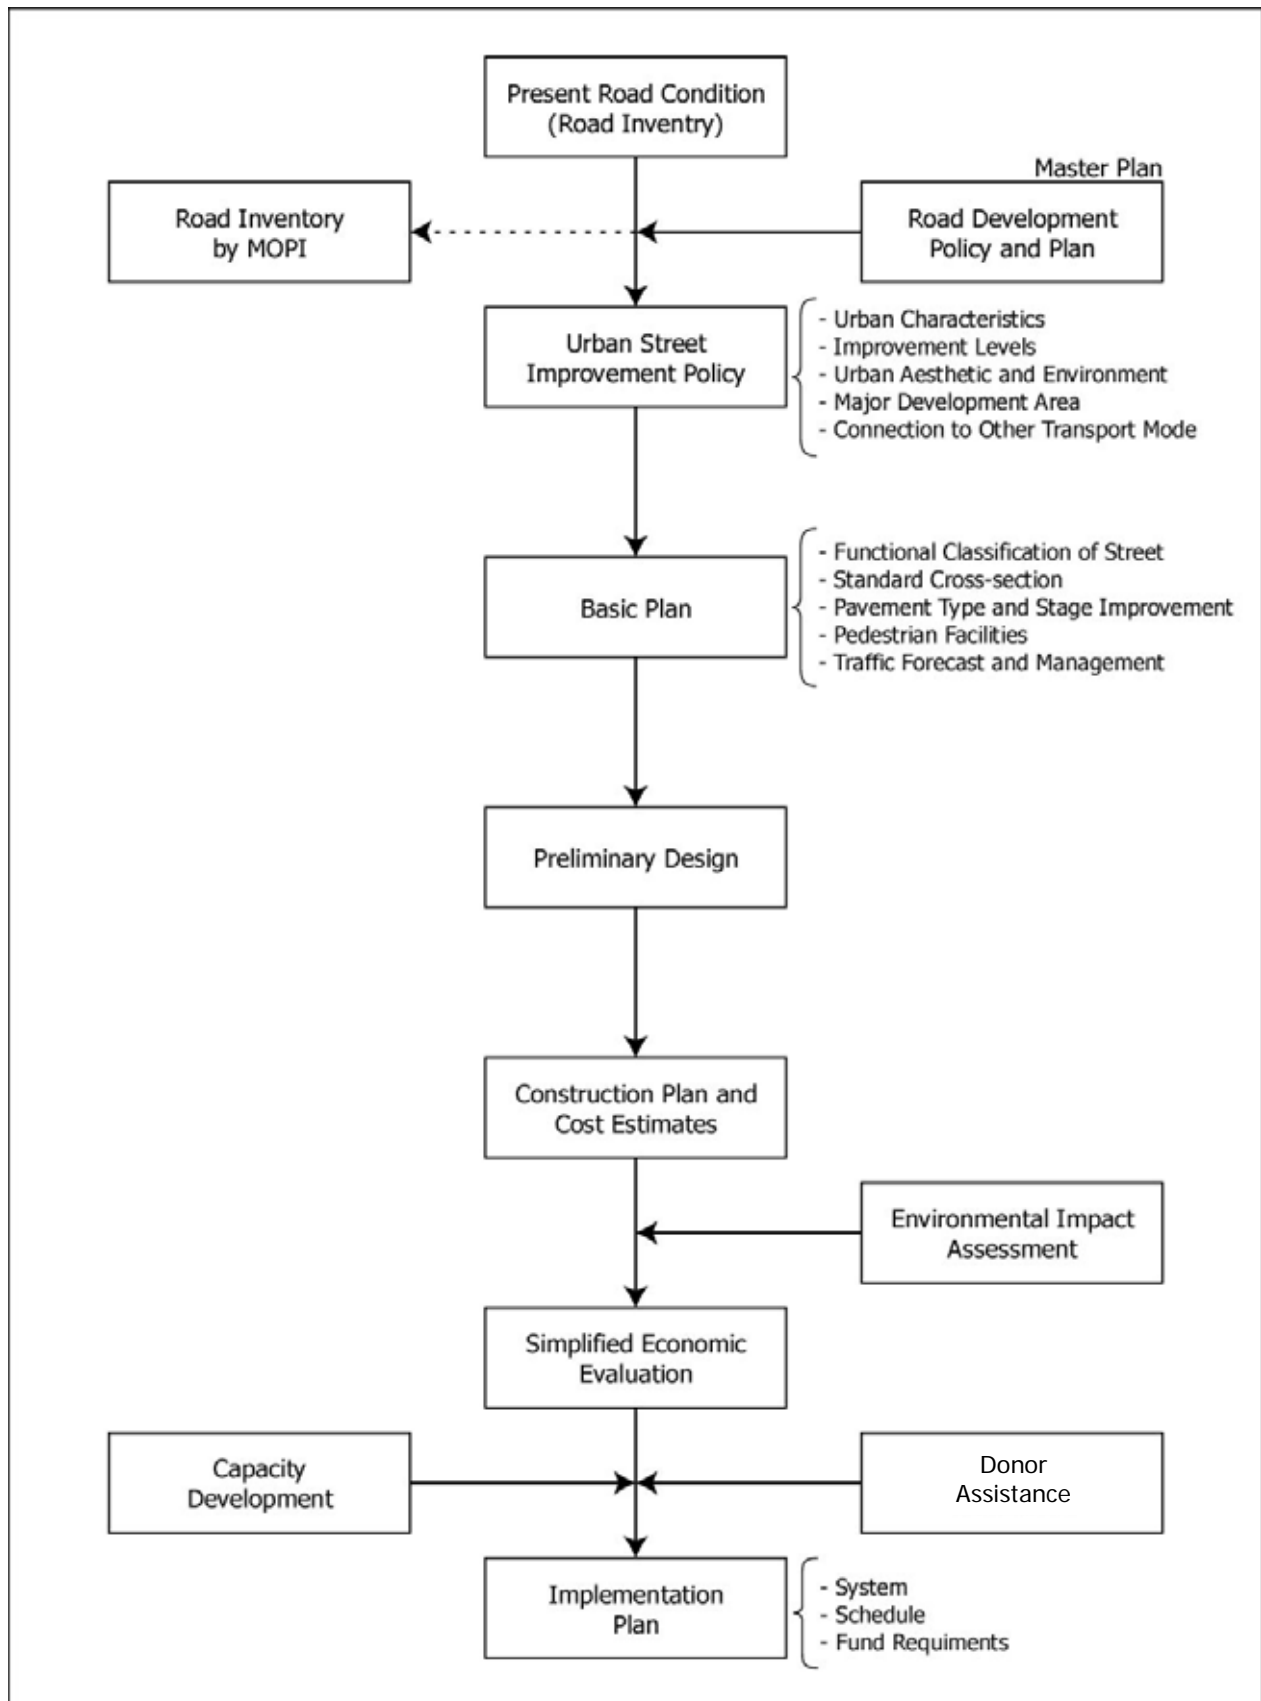 Present Road Condition
(Road Inventry)
Master Plan
Road Inventory
by MOPI
Road Development
Policy and Plan
Urban Street
Improvement Policy
- Urban Characteristics
- Improvement Levels
- Urban Aesthetic and Environment
- Major Development Area
- Connection to Other Transport Mode
Basic Plan
- Functional Classification of Street
- Standard Cross-section
- Pavement Type and Stage Improvement
- Pedestrian Facilities
- Traffic Forecast and Management
Preliminary Design
Construction Plan and
Cost Estimates
Environmental Impact
Assessment
Simplified Economic
Evaluation
Capacity
Development
Donor
Assistance
Implementation
Plan
- System
- Schedule
- Fund Requiments